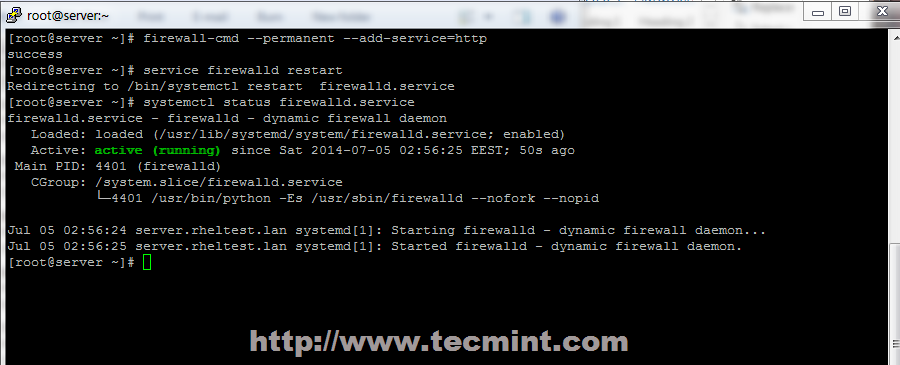 root@server:~
[root@server ~]# firewall-cmd --permanent --add-service=http
success
[root@server ~]# service firewalld restart
Redirecting to /bin/systemctl restart  firewalld.service
[root@server ~]# systemctl status firewalld.service
firewalld.service - firewalld - dynamic firewall daemon
   Loaded: loaded (/usr/lib/systemd/system/firewalld.service; enabled)
   Active: active (running) since Sat 2014-07-05 02:56:25 EEST; 50s ago
 Main PID: 4401 (firewalld)
   CGroup: /system.slice/firewalld.service
           └─4401 /usr/bin/python -Es /usr/sbin/firewalld --nofork --nopid
Jul 05 02:56:24 server.rheltest.lan systemd[1]: Starting firewalld - dynamic firewall daemon...
Jul 05 02:56:25 server.rheltest.lan systemd[1]: Started firewalld - dynamic firewall daemon.
[root@server ~]#
http://www.tecmint.com